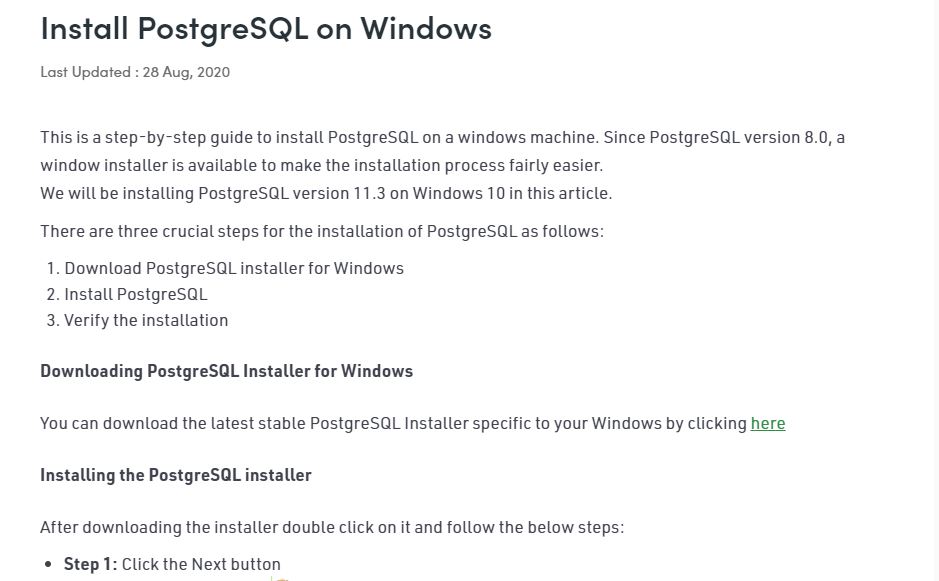 Install PostgreSQL on Windows
Last Updated : 28 Aug, 2020
This is a step-by-step guide to install PostgreSQL on a windows machine. Since PostgreSQL version 8.0, a
window installer is available to make the installation process fairly easier.
We will be installing PostgreSQL version 11.3 on Windows 10 in this article.
There are three crucial steps for the installation of PostgreSQL as follows:
1. Download PostgreSQL installer for Windows
2. Install PostgreSQL
3. Verify the installation
Downloading PostgreSQL Installer for Windows
You can download the latest stable PostgreSQL Installer specific to your Windows by clicking here
Installing the PostgreSQL installer
After downloading the installer double click on it and follow the below steps:
• Step 1: Click the Next button